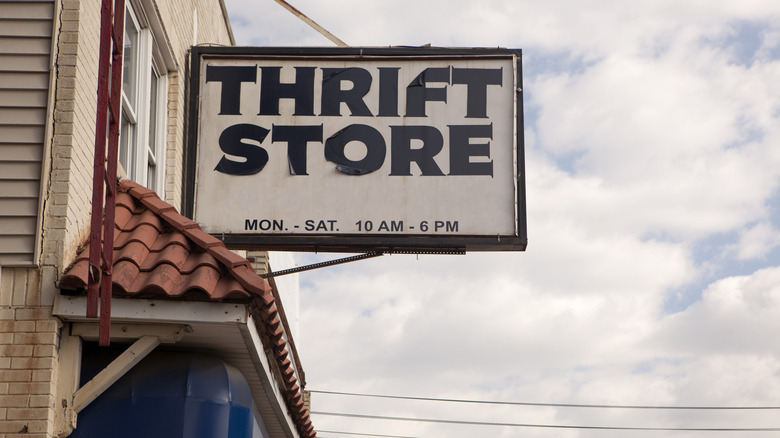 THRIFT
STORE
MON. - SAT. 10 AM - 6 PM